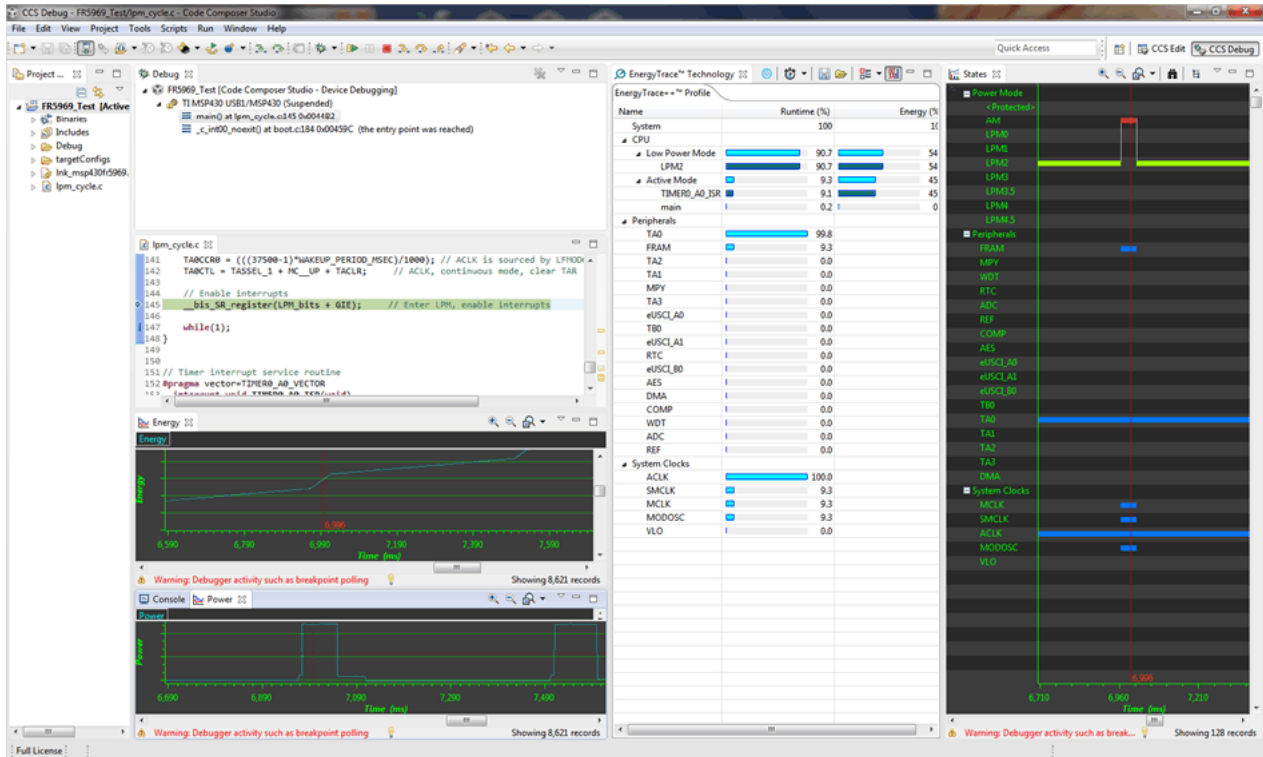 CCS Debug - FR5969_Test/lpm_cycle.c - Code Composer Studio
File Edit View Project Tools Scripts Run Window Help
Quick Access
CCS Edit
CCS Debug
Project ...
FR5969_Test [Active
Binaries
Includes
Debug
targetConfigs
lnk_msp430fr5969.
lpm_cycle.c
Debug
FR5969_Test [Code Composer Studio - Device Debugging]
TI MSP430 USB1/MSP430 (Suspended)
main() at lpm_cycle.c:145 0x0044B2
_c_int00_noexit() at boot.c:184 0x00459C (the entry point was reached)
lpm_cycle.c
141 TA0CCR0 = (((37500-1)*WAKEUP_PERIOD_MSEC)/1000); // ACLK is sourced by LFMOD
142 TA0CTL = TASSEL_1 + MC__UP + TACLR; // ACLK, continuous mode, clear TAR
143
144 // Enable interrupts
145 __bis_SR_register(LPM_bits + GIE); // Enter LPM, enable interrupts
146
147 while(1);
148 }
149
150
151 // Timer interrupt service routine
152 #pragma vector=TIMER0_A0_VECTOR
Energy
Energy
Energy
6,996
6,590 6,790 6,990 7,190 7,390 7,590
Time (ms)
Warning: Debugger activity such as breakpoint polling
Showing 8,621 records
Console
Power
Power
Power
6,690 6,890 7,090 7,290 7,490
Time (ms)
Warning: Debugger activity such as breakpoint polling
Showing 8,621 records
EnergyTrace™ Technology
EnergyTrace++™ Profile
Name Runtime (%) Energy (%
System 100 10
CPU
Low Power Mode 90.7 54
LPM2 90.7 54
Active Mode 9.3 45
TIMER0_A0_ISR 9.1 45
main 0.2 0
Peripherals
TA0 99.8
FRAM 9.3
TA2 0.0
TA1 0.0
MPY 0.0
TA3 0.0
eUSCI_A0 0.0
TB0 0.0
eUSCI_A1 0.0
RTC 0.0
eUSCI_B0 0.0
AES 0.0
DMA 0.0
COMP 0.0
WDT 0.0
ADC 0.0
REF 0.0
System Clocks
ACLK 100.0
SMCLK 9.3
MCLK 9.3
MODOSC 9.3
VLO 0.0
States
Power Mode
<Protected>
AM
LPM0
LPM1
LPM2
LPM3
LPM3.5
LPM4
LPM4.5
Peripherals
FRAM
MPY
WDT
RTC
ADC
REF
COMP
AES
eUSCI_A0
eUSCI_A1
eUSCI_B0
TB0
TA0
TA1
TA2
TA3
DMA
System Clocks
MCLK
SMCLK
ACLK
MODOSC
VLO
6,996
6,710 6,960 7,210
Time (ms)
Warning: Debugger activity such as break...
Showing 128 records
Full License